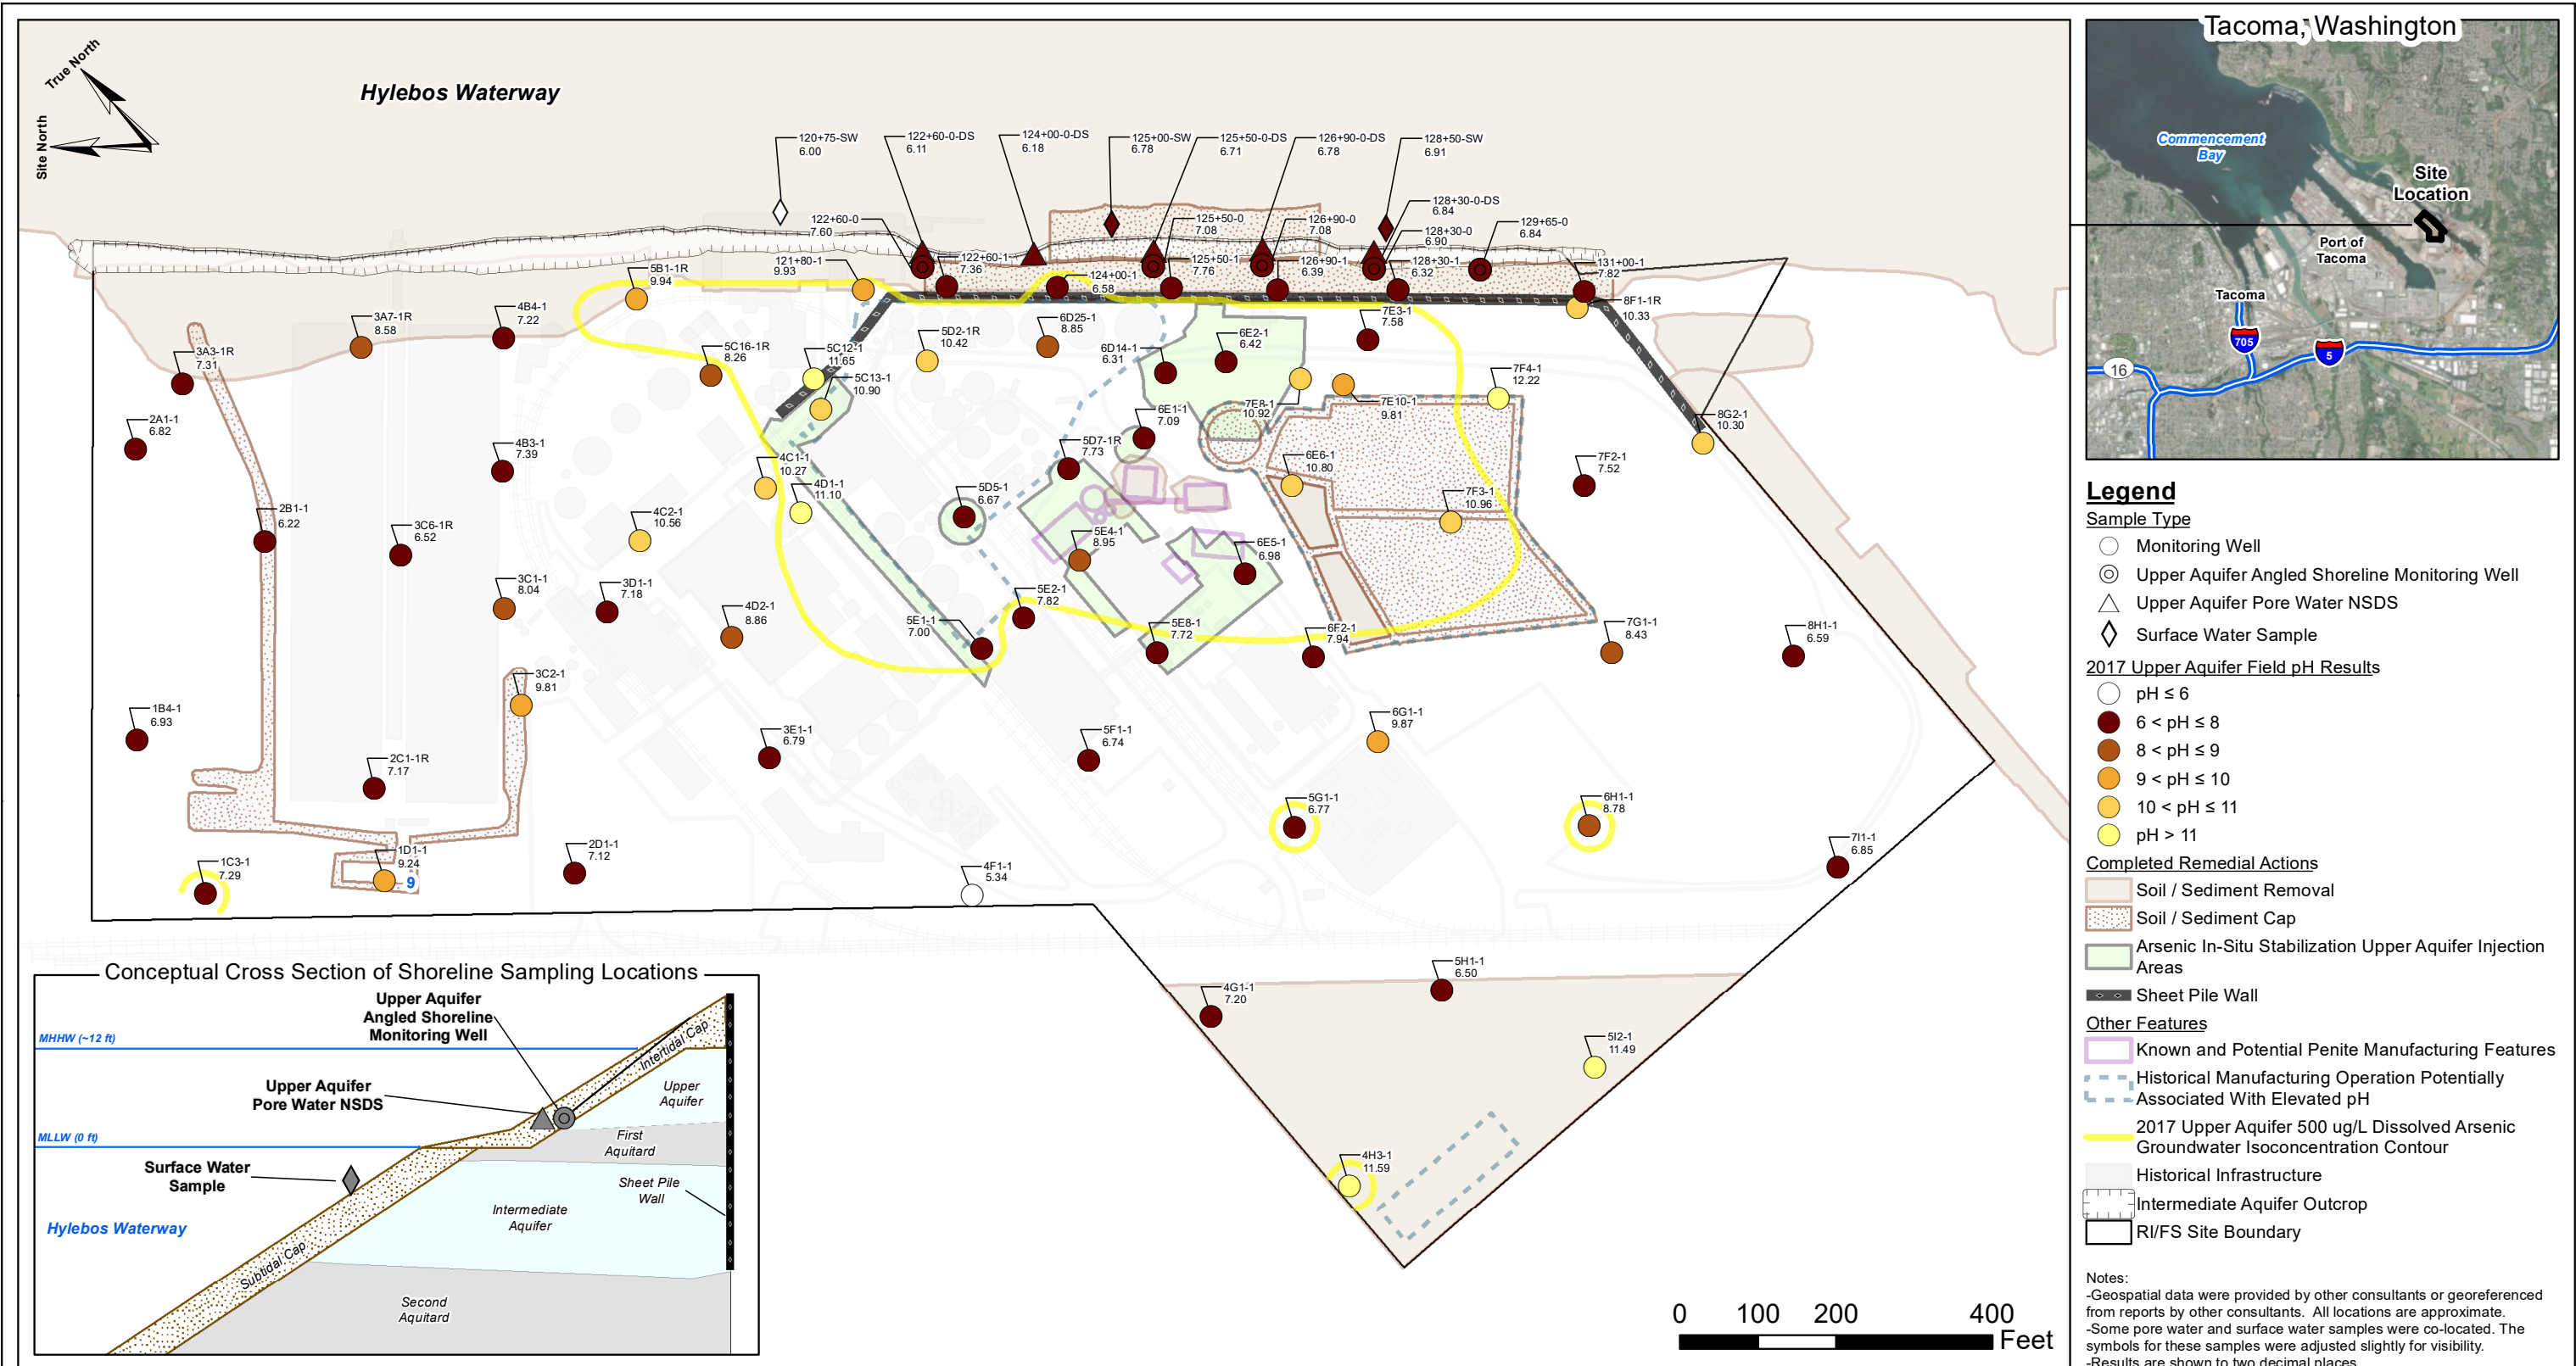 True North
Site North
Hylebos Waterway
120+75-SW
6.00
122+60-0-DS
6.11
124+00-0-DS
6.18
125+00-SW
6.78
125+50-0-DS
6.71
126+90-0-DS
6.78
128+50-SW
6.91
122+60-0
7.60
125+50-0
7.08
126+90-0
7.08
128+30-0-DS
6.84
128+30-0
6.90
129+65-0
6.84
121+80-1
9.93
122+60-1
7.36
124+00-1
6.58
125+50-1
7.76
126+90-1
6.39
128+30-1
6.32
131+00-1
7.82
8F1-1R
10.33
5B1-1R
9.94
4B4-1
7.22
3A7-1R
8.58
3A3-1R
7.31
5C16-1R
8.26
5C12-1
11.65
5C13-1
10.90
5D2-1R
10.42
6D25-1
8.85
6D14-1
6.31
6E2-1
6.42
7E3-1
7.58
7E8-1
10.92
7E10-1
9.81
7F4-1
12.22
8G2-1
10.30
2A1-1
6.82
4B3-1
7.39
4C1-1
10.27
4D1-1
11.10
5D7-1R
7.73
6E1-1
7.09
6E6-1
10.80
7F3-1
10.96
7F2-1
7.52
2B1-1
6.22
3C6-1R
6.52
4C2-1
10.56
5D5-1
6.67
5E4-1
8.95
6E5-1
6.98
3C1-1
8.04
3D1-1
7.18
4D2-1
8.86
5E1-1
7.00
5E2-1
7.82
5E8-1
7.72
6F2-1
7.94
7G1-1
8.43
8H1-1
6.59
3C2-1
9.81
1B4-1
6.93
2C1-1R
7.17
3E1-1
6.79
5F1-1
6.74
6G1-1
9.87
5G1-1
6.77
6H1-1
8.78
7I1-1
6.85
1C3-1
7.29
1D1-1
9.24
9
2D1-1
7.12
4F1-1
5.34
4G1-1
7.20
5H1-1
6.50
5I2-1
11.49
4H3-1
11.59
Conceptual Cross Section of Shoreline Sampling Locations
Upper Aquifer
Angled Shoreline
Monitoring Well
MHHW (~12 ft)
Intertidal Cap
Upper
Aquifer
Upper Aquifer
Pore Water NSDS
MLLW (0 ft)
First
Aquitard
Surface Water
Sample
Sheet Pile
Wall
Intermediate
Aquifer
Hylebos Waterway
Subtidal Cap
Second
Aquitard
0 100 200 400
Feet
Tacoma, Washington
Commencement
Bay
Site
Location
Port of
Tacoma
Tacoma
705
5
16
Legend
Sample Type
Monitoring Well
Upper Aquifer Angled Shoreline Monitoring Well
Upper Aquifer Pore Water NSDS
Surface Water Sample
2017 Upper Aquifer Field pH Results
pH ≤ 6
6 < pH ≤ 8
8 < pH ≤ 9
9 < pH ≤ 10
10 < pH ≤ 11
pH > 11
Completed Remedial Actions
Soil / Sediment Removal
Soil / Sediment Cap
Arsenic In-Situ Stabilization Upper Aquifer Injection
Areas
Sheet Pile Wall
Other Features
Known and Potential Penite Manufacturing Features
Historical Manufacturing Operation Potentially
Associated With Elevated pH
2017 Upper Aquifer 500 ug/L Dissolved Arsenic
Groundwater Isoconcentration Contour
Historical Infrastructure
Intermediate Aquifer Outcrop
RI/FS Site Boundary
Notes:
-Geospatial data were provided by other consultants or georeferenced
from reports by other consultants. All locations are approximate.
-Some pore water and surface water samples were co-located. The
symbols for these samples were adjusted slightly for visibility.
-Results are shown to two decimal places